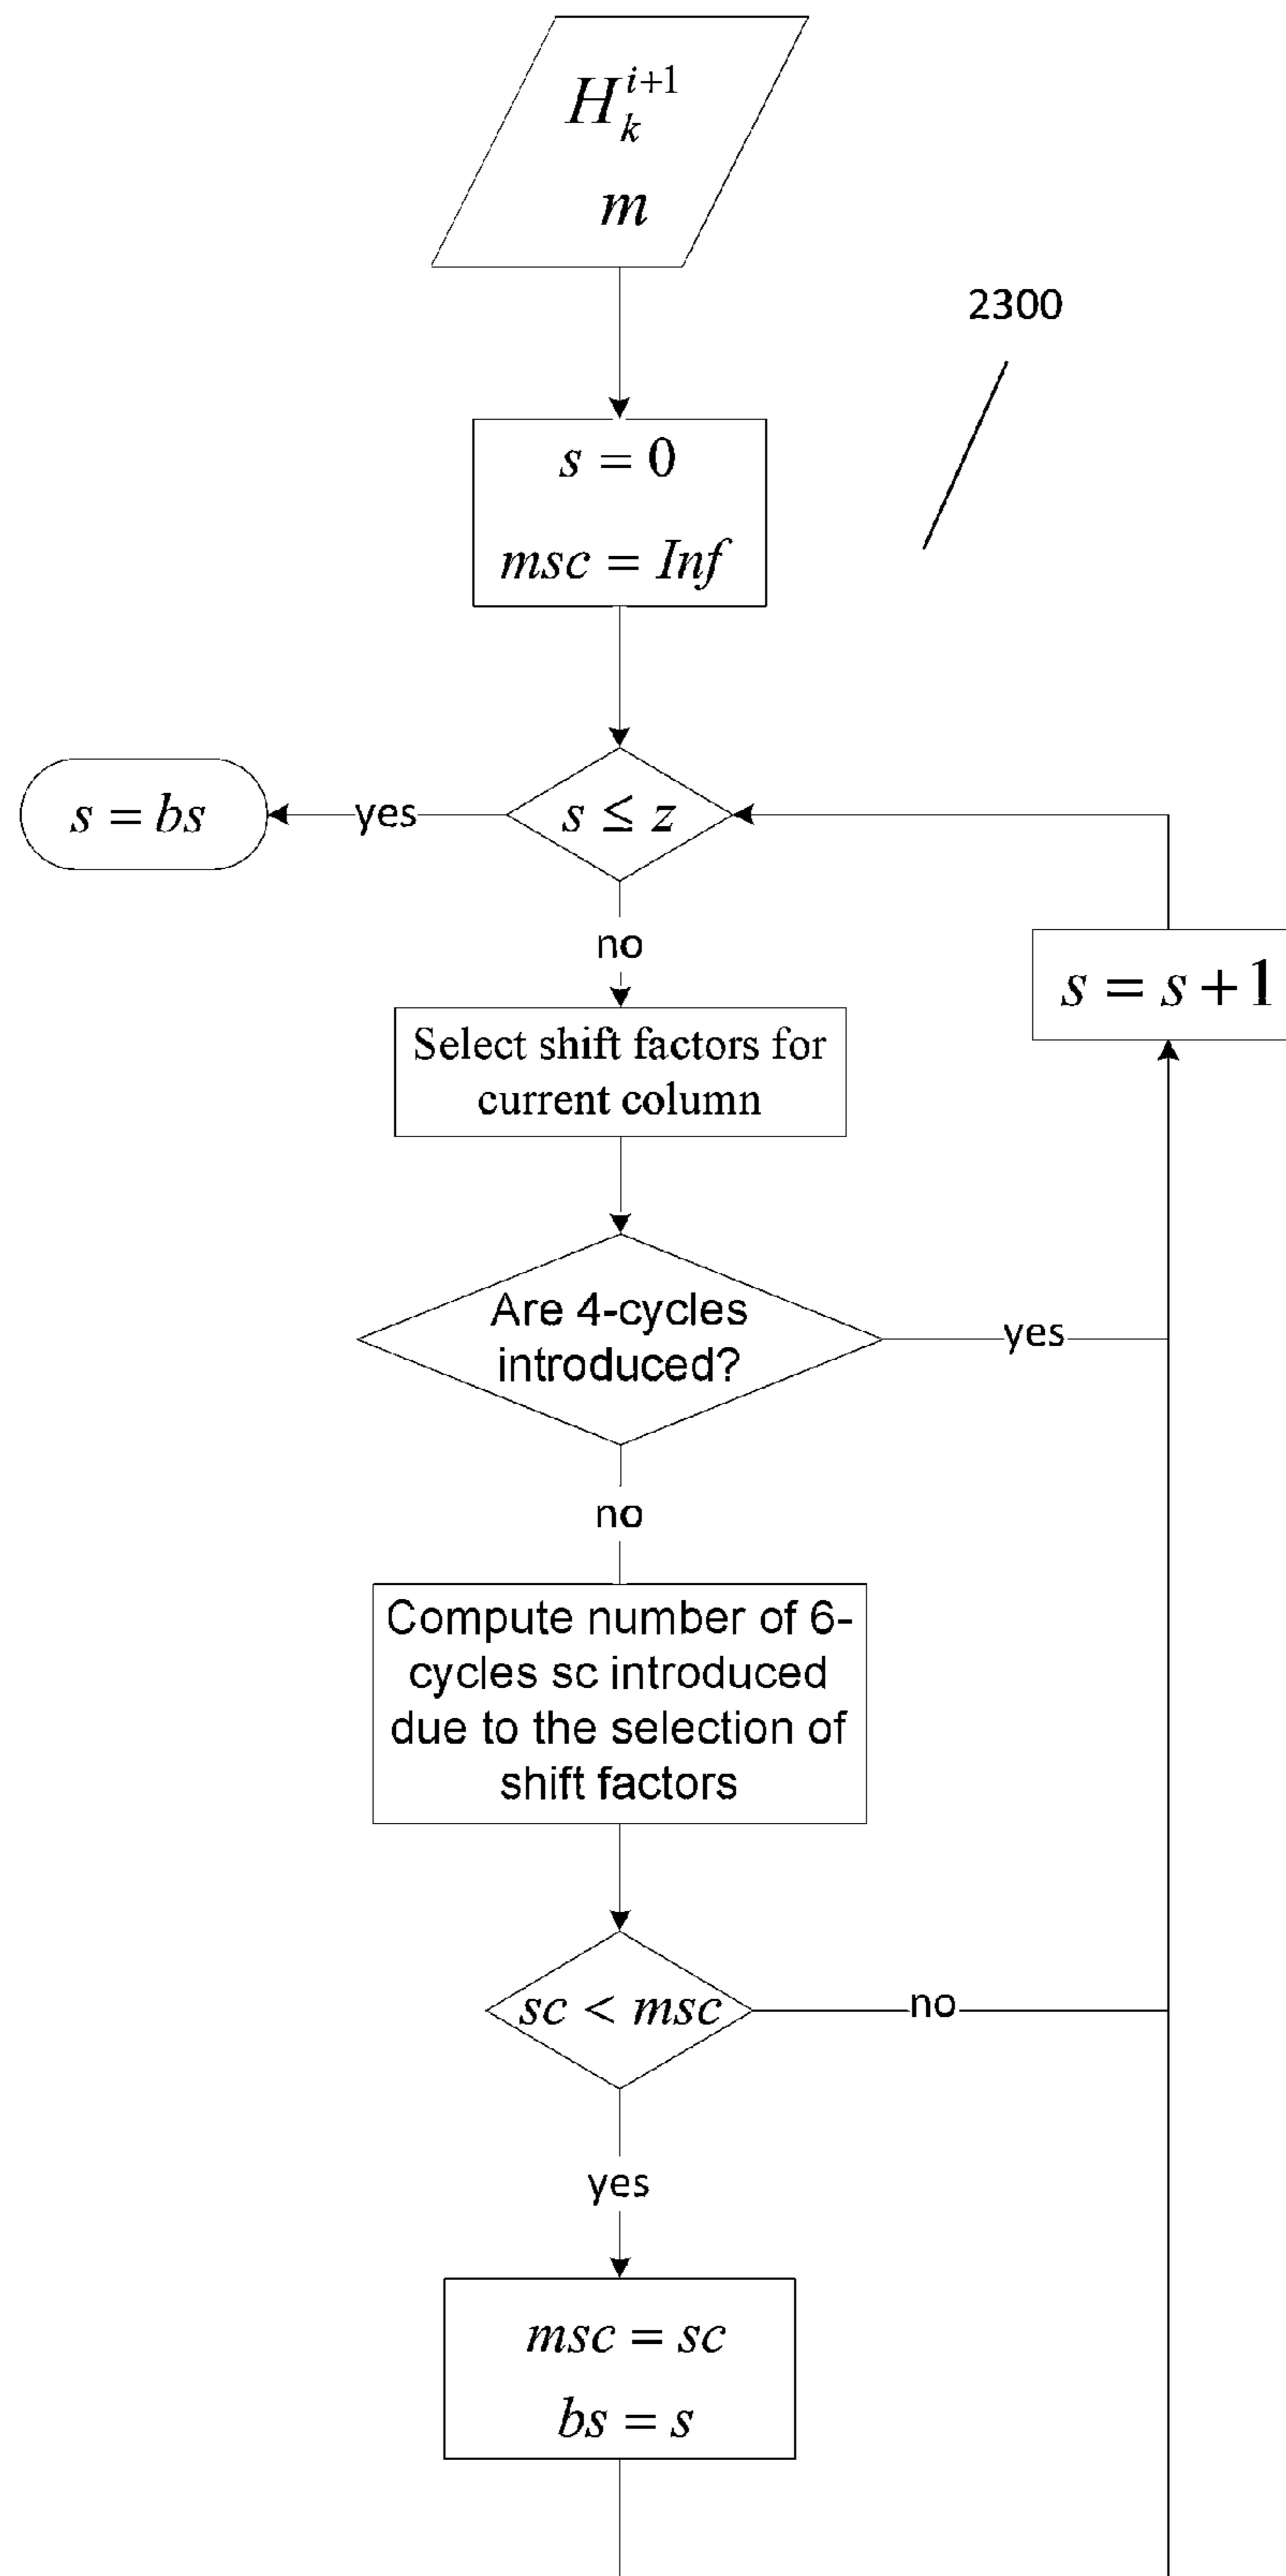 $H_k^{i+1}$
m
2300
s = 0
msc = Inf
s = bs
yes
s ≤ z
no
s = s + 1
Select shift factors for
current column
Are 4-cycles
introduced?
yes
no
Compute number of 6-
cycles sc introduced
due to the selection of
shift factors
sc < msc
no
yes
msc = sc
bs = s